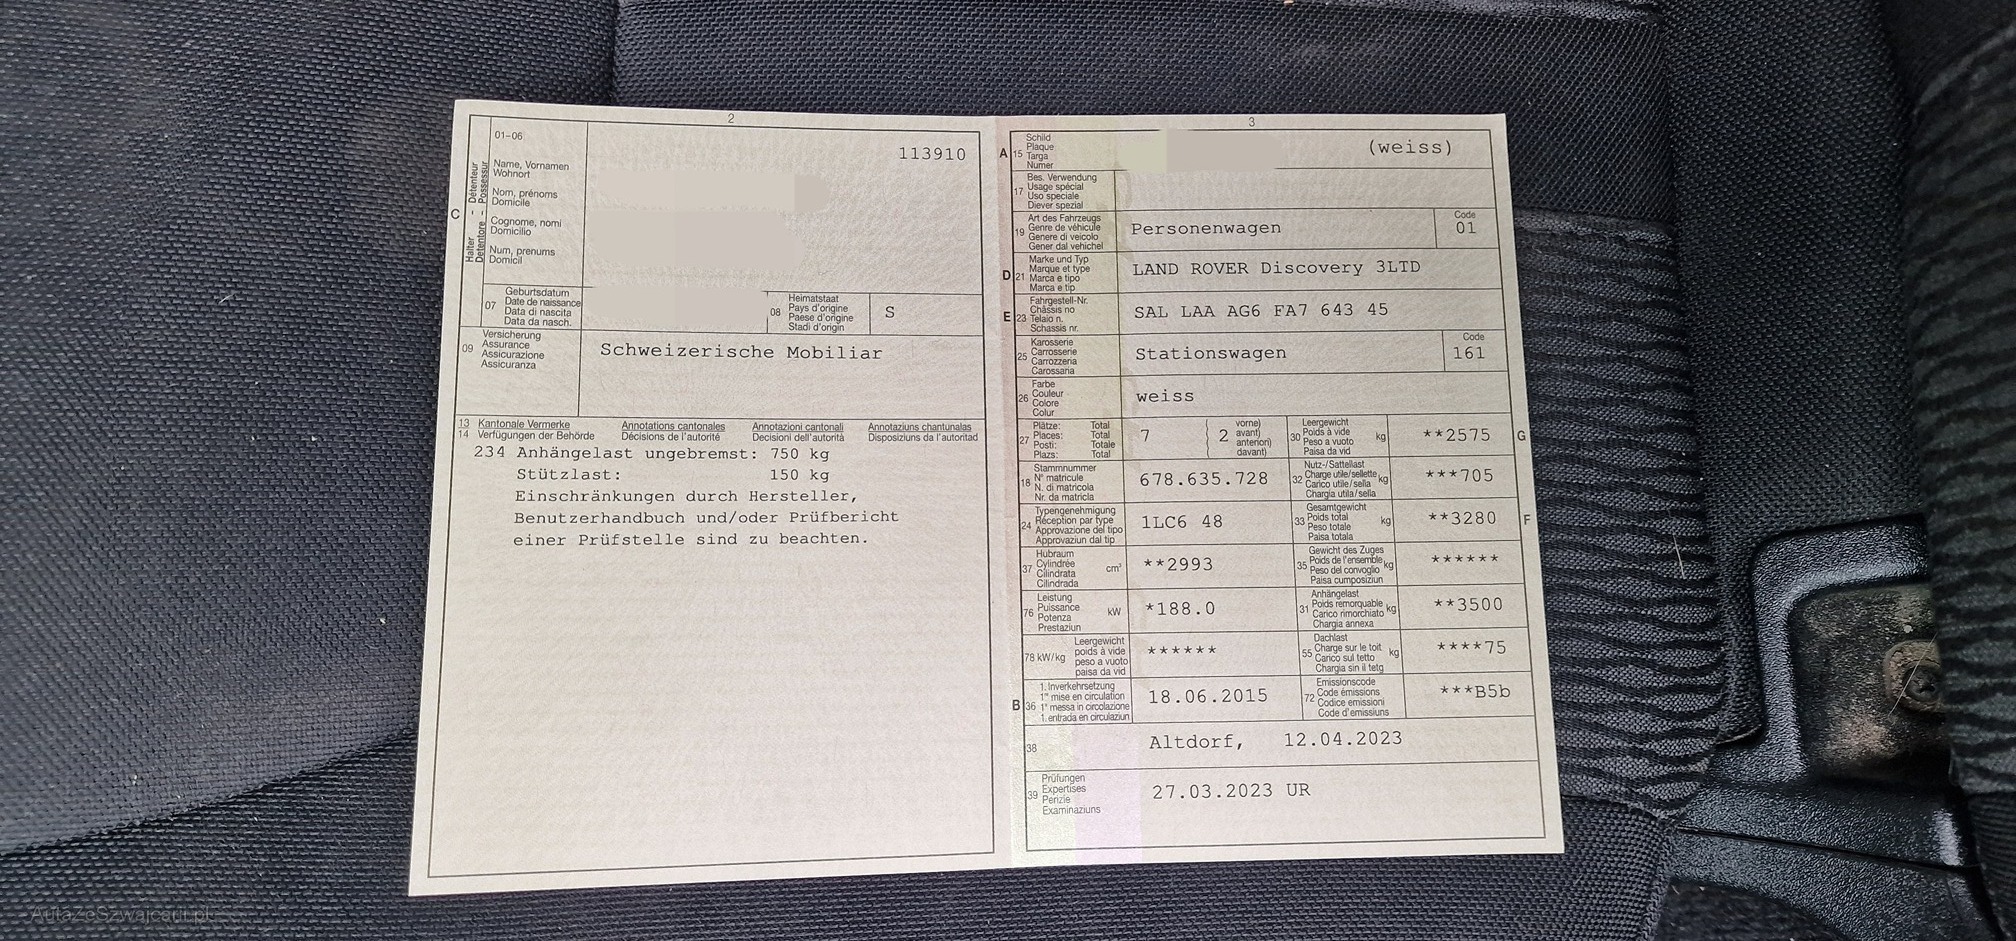 2
01-06
113910
C
Halter - Détenteur
Detentore - Possessur
Name, Vornamen
Wohnort
Nom, prénoms
Domicile
Cognome, nomi
Domicilio
Num, prenums
Domicil
07
Geburtsdatum
Date de naissance
Data di nascita
Data da nasch.
08
Heimatstaat
Pays d'origine
Paese d'origine
Stadi d'origin
S
09
Versicherung
Assurance
Assicurazione
Assicuranza
Schweizerische Mobiliar
13 Kantonale Vermerke Annotations cantonales Annotazioni cantonali Annotaziuns chantunalas
14 Verfügungen der Behörde Décisions de l'autorité Decisioni dell'autorità Disposiziuns da l'autoritad
234 Anhängelast ungebremst: 750 kg
Stützlast: 150 kg
Einschränkungen durch Hersteller,
Benutzerhandbuch und/oder Prüfbericht
einer Prüfstelle sind zu beachten.
3
A
15
Schild
Plaque
Targa
Numer
(weiss)
17
Bes. Verwendung
Usage spécial
Uso speciale
Diever spezial
19
Art des Fahrzeugs
Genre de véhicule
Genere di veicolo
Gener dal vehichel
Personenwagen
Code
01
D
21
Marke und Typ
Marque et type
Marca e tipo
Marca e tip
LAND ROVER Discovery 3LTD
E
23
Fahrgestell-Nr.
Châssis no
Telaio n.
Schassis nr.
SAL LAA AG6 FA7 643 45
25
Karosserie
Carrosserie
Carrozzeria
Carossaria
Stationswagen
Code
161
26
Farbe
Couleur
Colore
Colur
weiss
27
Plätze: Total
Places: Total
Posti: Totale
Plazs: Total
7
2
vorne)
avant)
anteriori)
davant)
30
Leergewicht
Poids à vide
Peso a vuoto
Paisa da vid
kg
**2575
G
18
Stammnummer
N° matricule
N. di matricola
Nr. da matricla
678.635.728
32
Nutz-/Sattellast
Charge utile/sellette
Carico utile/sella
Chargia utila/sella
kg
***705
24
Typengenehmigung
Réception par type
Approvazione del tipo
Approvaziun dal tip
1LC6 48
33
Gesamtgewicht
Poids total
Peso totale
Paisa totala
kg
**3280
F
37
Hubraum
Cylindrée
Cilindrata
Cilindrada
cm³
**2993
35
Gewicht des Zuges
Poids de l'ensemble
Peso del convoglio
Paisa cumposiziun
kg
******
76
Leistung
Puissance
Potenza
Prestaziun
kW
*188.0
31
Anhängelast
Poids remorquable
Carico rimorchiato
Chargia annexa
kg
**3500
78 kW/kg
Leergewicht
poids à vide
peso a vuoto
paisa da vid
******
55
Dachlast
Charge sur le toit
Carico sul tetto
Chargia sin il tetg
kg
****75
B
36
1. Inverkehrsetzung
1re mise en circulation
1a messa in circolazione
1. entrada en circulaziun
18.06.2015
72
Emissionscode
Code émissions
Codice emissioni
Code d'emissiuns
***B5b
38
Altdorf, 12.04.2023
39
Prüfungen
Expertises
Perizie
Examinaziuns
27.03.2023 UR
AutaZeSzwajcarii.pl